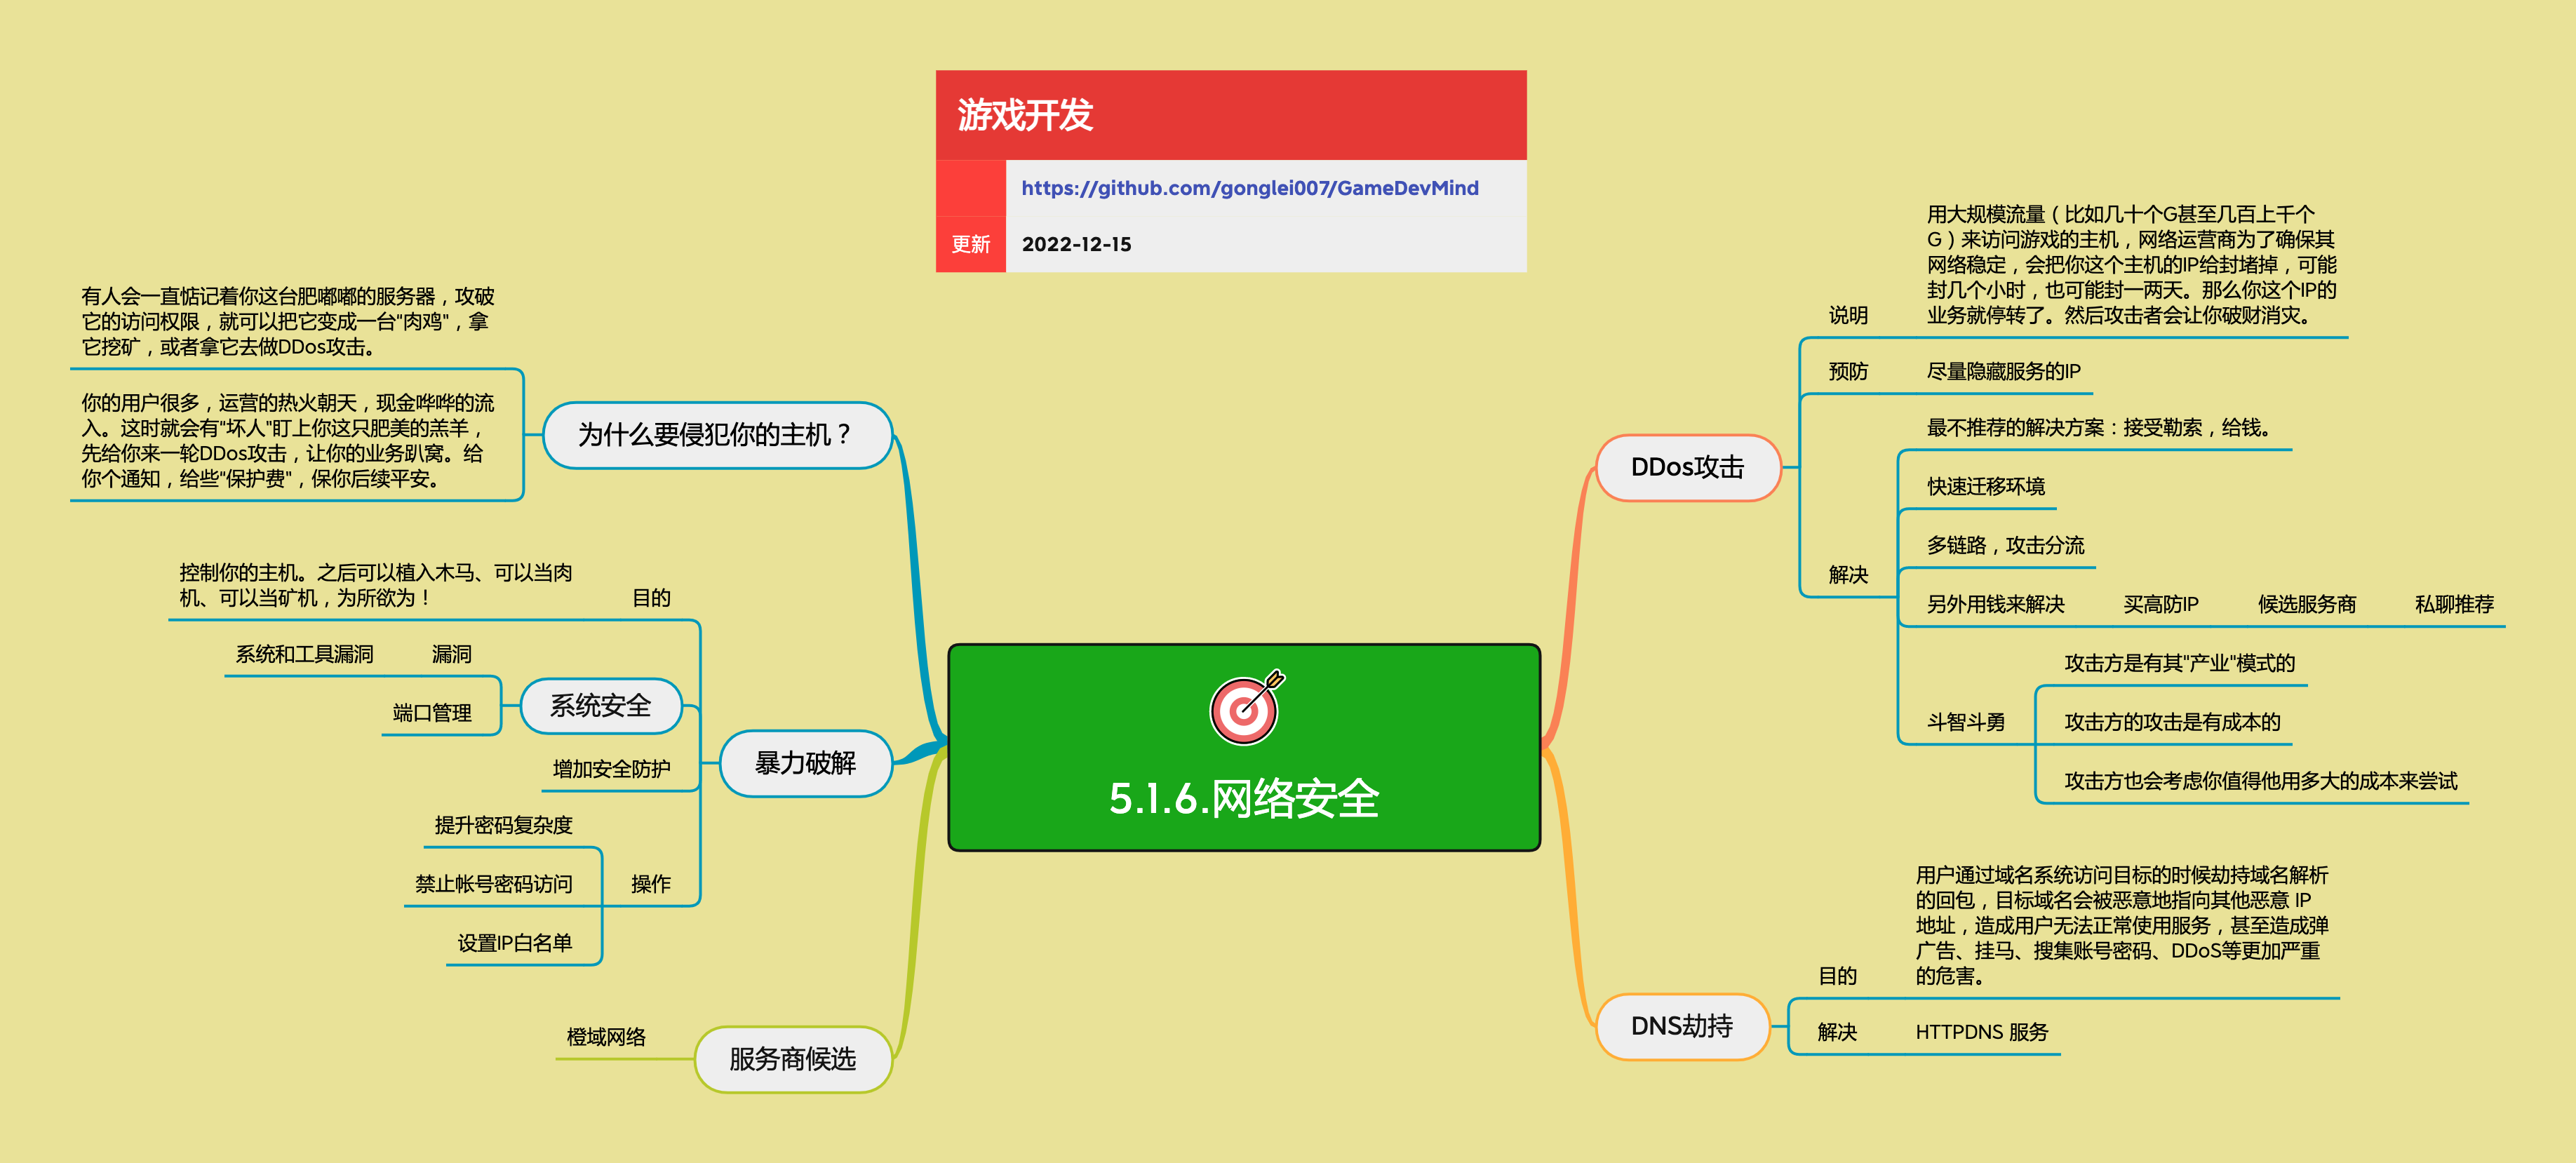 游戏开发
https://github.com/gonglei007/GameDevMind
更新
2022-12-15
5.1.6.网络安全
DDos攻击
说明
用大规模流量（比如几十个G甚至几百上千个
G）来访问游戏的主机，网络运营商为了确保其
网络稳定，会把你这个主机的IP给封堵掉，可能
封几个小时，也可能封一两天。那么你这个IP的
业务就停转了。然后攻击者会让你破财消灾。
预防
尽量隐藏服务的IP
解决
最不推荐的解决方案：接受勒索，给钱。
快速迁移环境
多链路，攻击分流
另外用钱来解决
买高防IP
候选服务商
私聊推荐
斗智斗勇
攻击方是有其"产业"模式的
攻击方的攻击是有成本的
攻击方也会考虑你值得他用多大的成本来尝试
DNS劫持
目的
用户通过域名系统访问目标的时候劫持域名解析
的回包，目标域名会被恶意地指向其他恶意 IP
地址，造成用户无法正常使用服务，甚至造成弹
广告、挂马、搜集账号密码、DDoS等更加严重
的危害。
解决
HTTPDNS 服务
为什么要侵犯你的主机？
有人会一直惦记着你这台肥嘟嘟的服务器，攻破
它的访问权限，就可以把它变成一台"肉鸡"，拿
它挖矿，或者拿它去做DDos攻击。
你的用户很多，运营的热火朝天，现金哗哗的流
入。这时就会有"坏人"盯上你这只肥美的羔羊，
先给你来一轮DDos攻击，让你的业务趴窝。给
你个通知，给些"保护费"，保你后续平安。
暴力破解
目的
控制你的主机。之后可以植入木马、可以当肉
机、可以当矿机，为所欲为！
系统安全
漏洞
系统和工具漏洞
端口管理
增加安全防护
操作
提升密码复杂度
禁止帐号密码访问
设置IP白名单
服务商候选
橙域网络